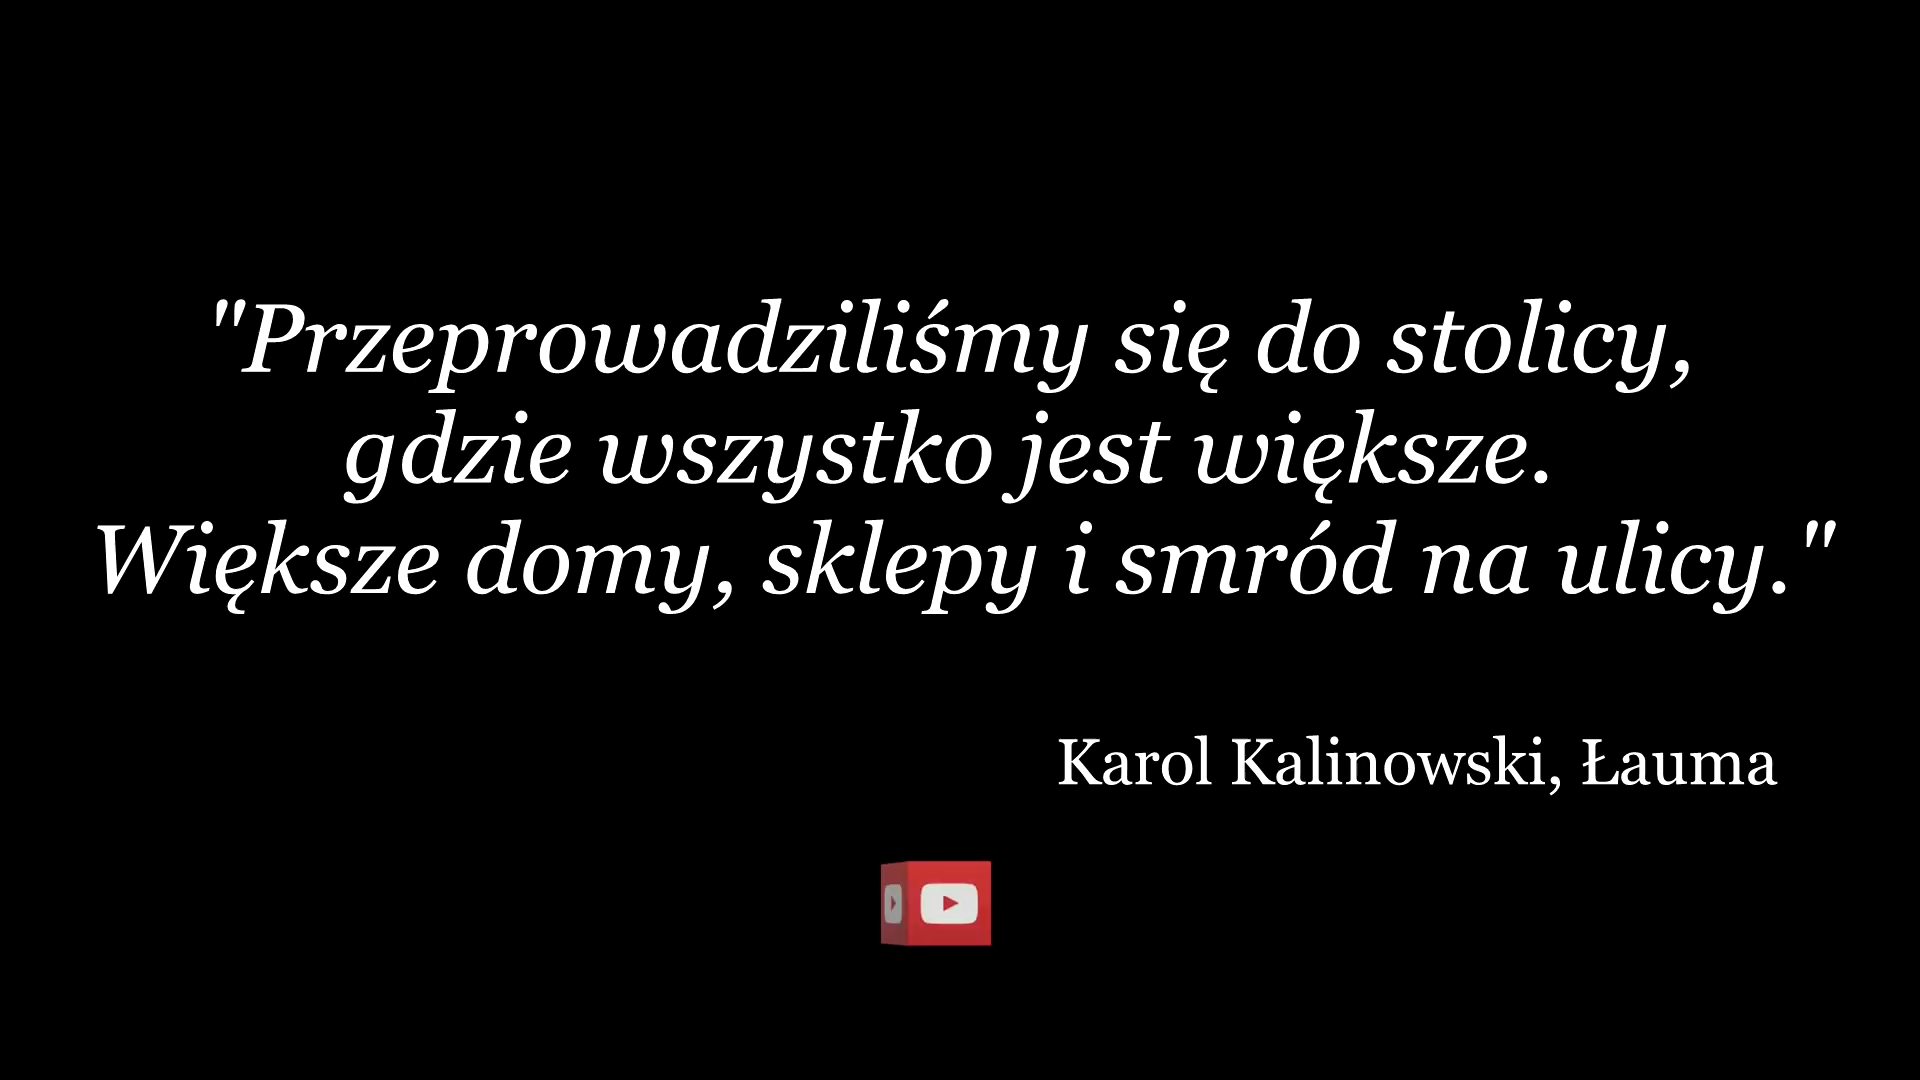 "Przeprowadziliśmy się do stolicy,
gdzie wszystko jest większe.
Większe domy, sklepy i smród na ulicy."
Karol Kalinowski, Łauma